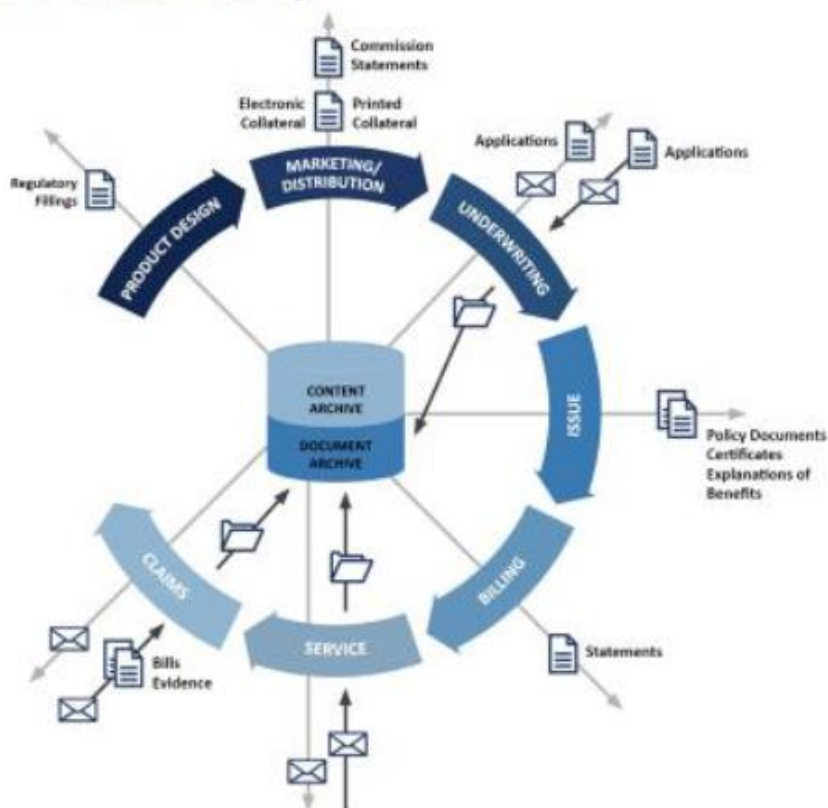 Commission
Statements
Electronic
Collateral
Printed
Collateral
MARKETING/
DISTRIBUTION
Applications
Applications
Regulatory
Fillings
PRODUCT DESIGN
UNDERWRITING
CONTENT
ARCHIVE
DOCUMENT
ARCHIVE
ISSUE
Policy Documents
Certificates
Explanations of
Benefits
CLAIMS
BILLING
SERVICE
Statements
Bills
Evidence